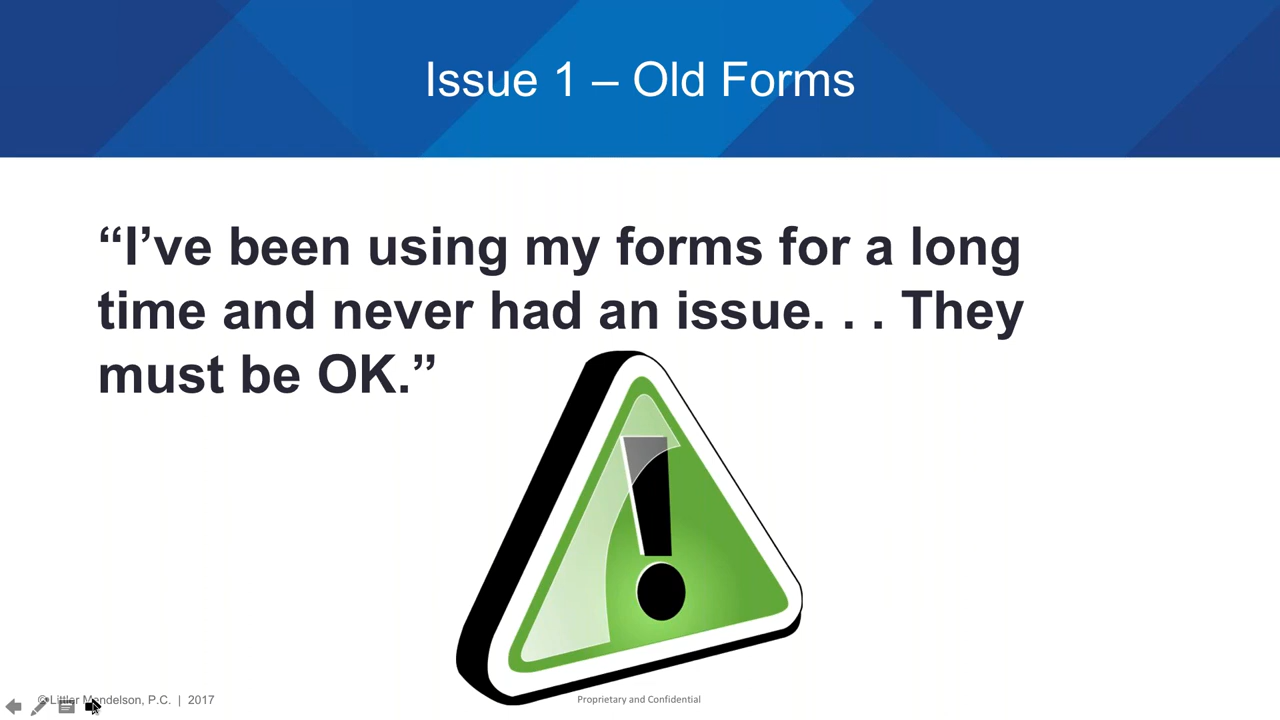 Issue 1 – Old Forms
“I’ve been using my forms for a long
time and never had an issue. . . They
must be OK.”
© Littler Mendelson, P.C. | 2017
Proprietary and Confidential